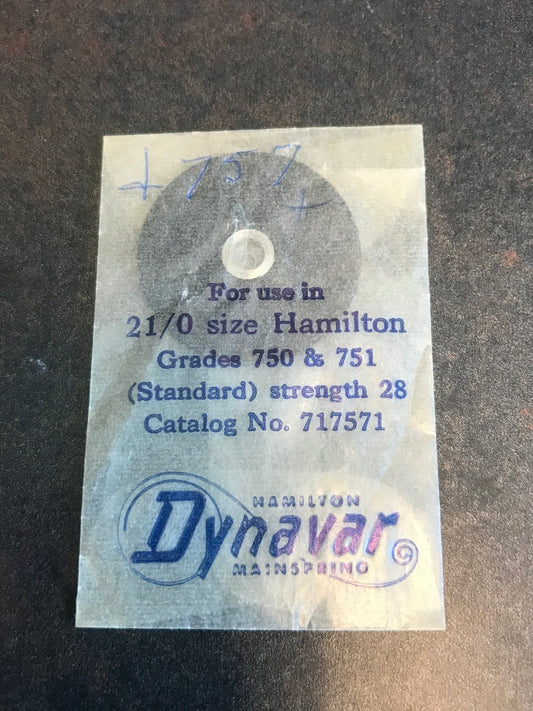 + 757
+
For use in
21/0 size Hamilton
Grades 750 & 751
(Standard) strength 28
Catalog No. 717571
HAMILTON
Dynavar
MAINSPRING